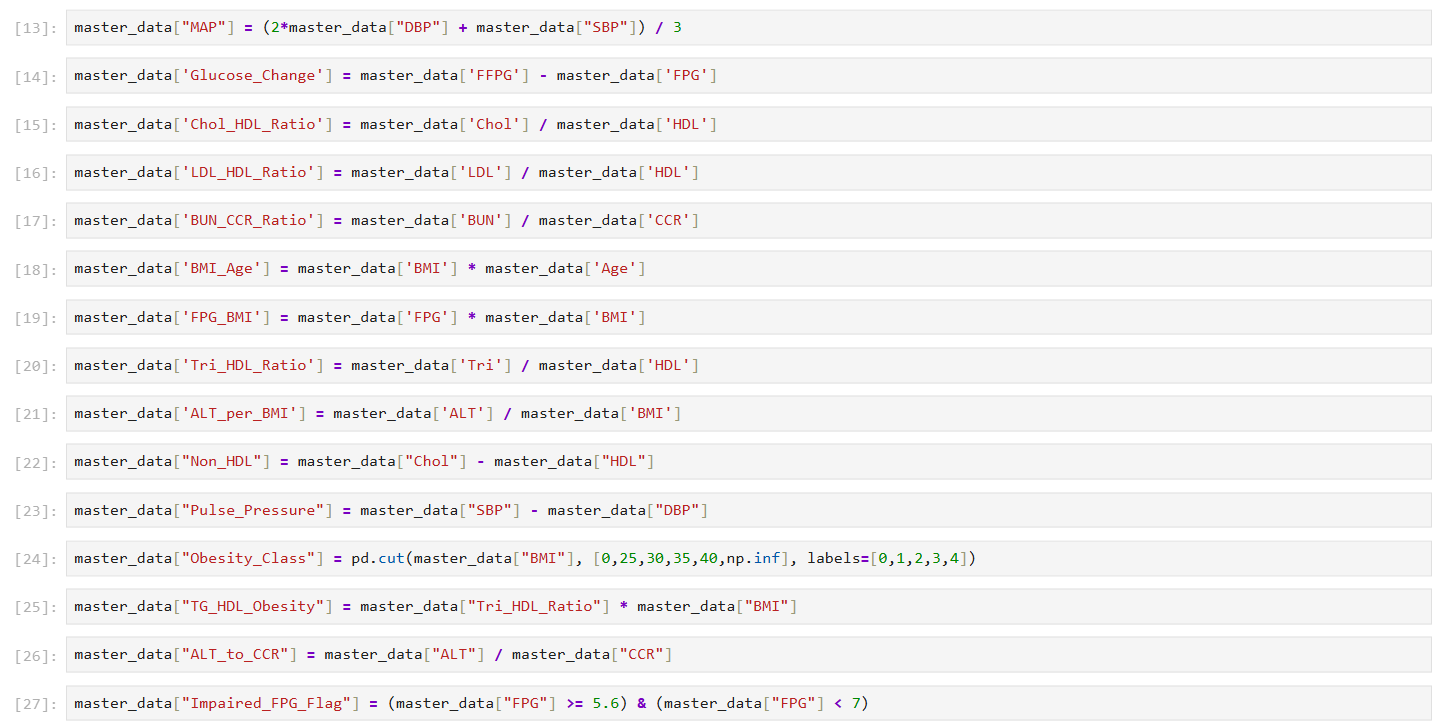 [13]: master_data["MAP"] = (2*master_data["DBP"] + master_data["SBP"]) / 3
[14]: master_data['Glucose_Change'] = master_data['FFPG'] - master_data['FPG']
[15]: master_data['Chol_HDL_Ratio'] = master_data['Chol'] / master_data['HDL']
[16]: master_data['LDL_HDL_Ratio'] = master_data['LDL'] / master_data['HDL']
[17]: master_data['BUN_CCR_Ratio'] = master_data['BUN'] / master_data['CCR']
[18]: master_data['BMI_Age'] = master_data['BMI'] * master_data['Age']
[19]: master_data['FPG_BMI'] = master_data['FPG'] * master_data['BMI']
[20]: master_data['Tri_HDL_Ratio'] = master_data['Tri'] / master_data['HDL']
[21]: master_data['ALT_per_BMI'] = master_data['ALT'] / master_data['BMI']
[22]: master_data["Non_HDL"] = master_data["Chol"] - master_data["HDL"]
[23]: master_data["Pulse_Pressure"] = master_data["SBP"] - master_data["DBP"]
[24]: master_data["Obesity_Class"] = pd.cut(master_data["BMI"], [0,25,30,35,40,np.inf], labels=[0,1,2,3,4])
[25]: master_data["TG_HDL_Obesity"] = master_data["Tri_HDL_Ratio"] * master_data["BMI"]
[26]: master_data["ALT_to_CCR"] = master_data["ALT"] / master_data["CCR"]
[27]: master_data["Impaired_FPG_Flag"] = (master_data["FPG"] >= 5.6) & (master_data["FPG"] < 7)